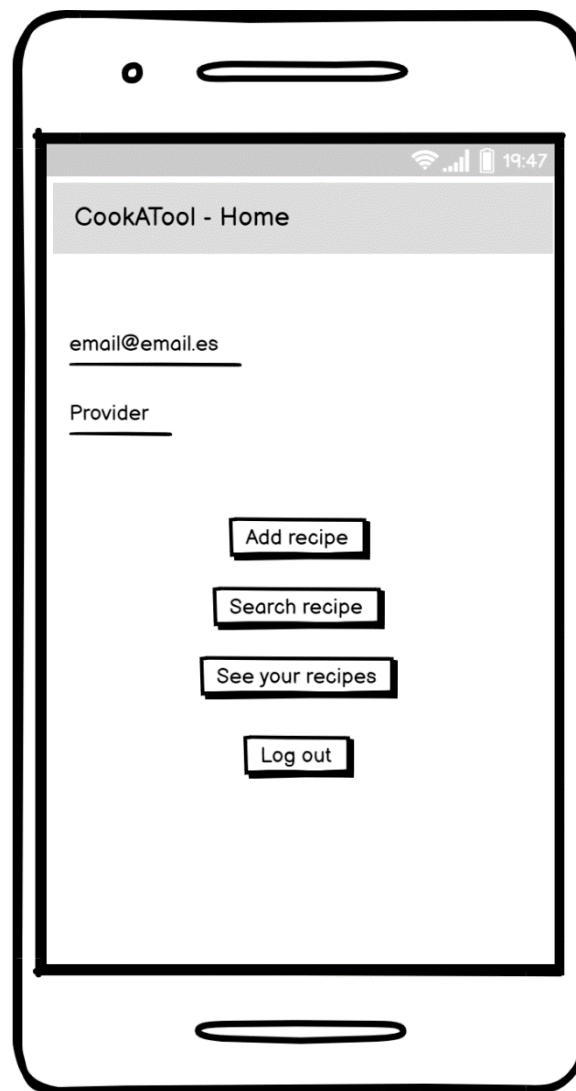 19:47
CookATool - Home
email@email.es
Provider
Add recipe
Search recipe
See your recipes
Log out